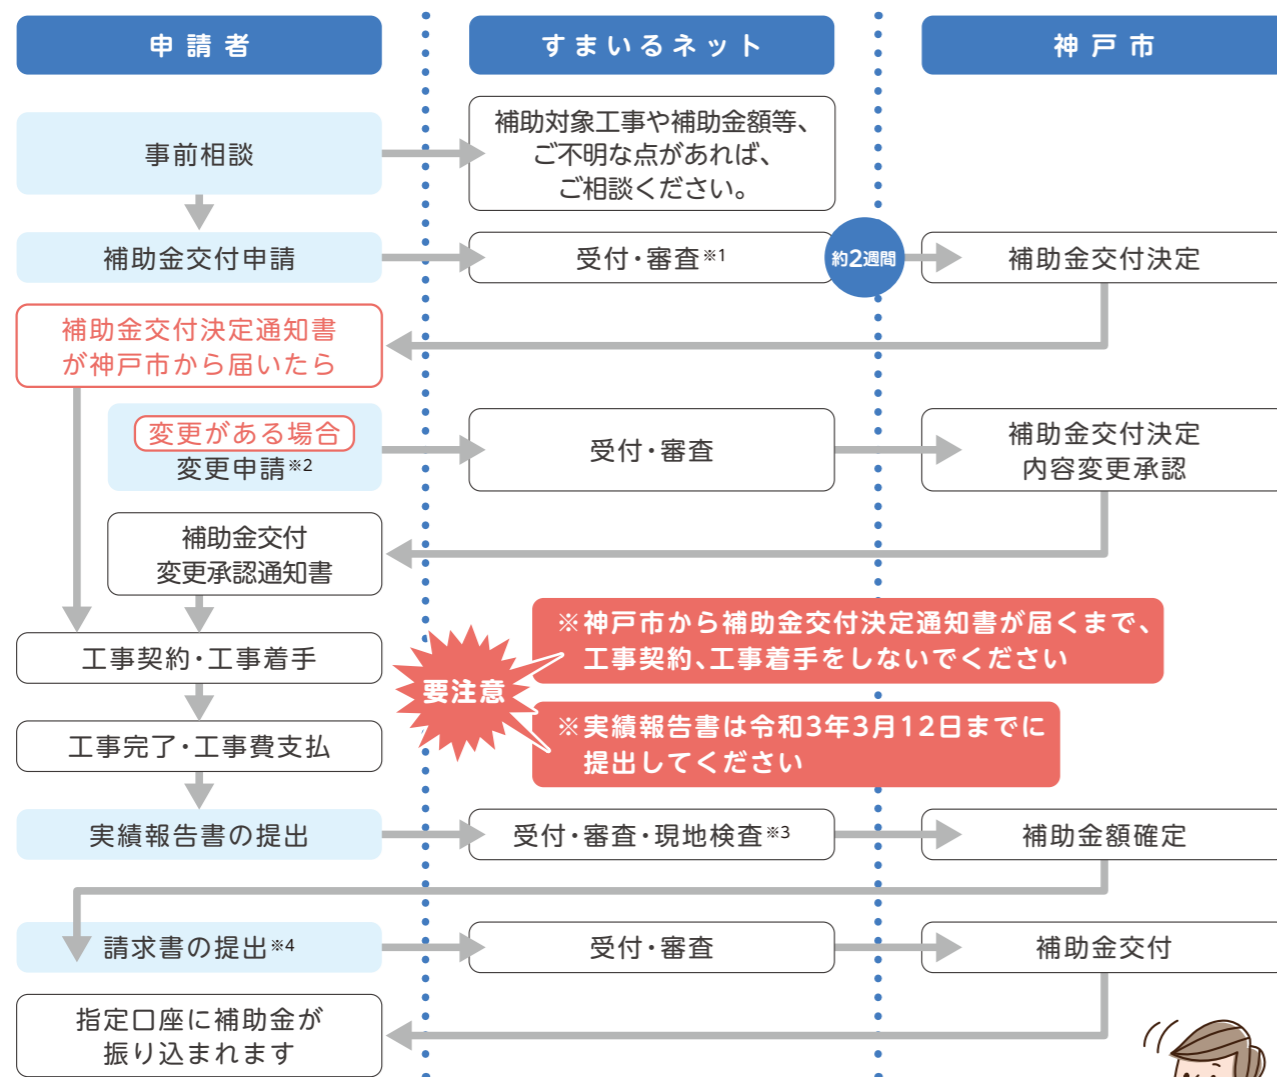 申請者
すまいるネット
神戸市
事前相談
補助対象工事や補助金額等、
ご不明な点があれば、
ご相談ください。
補助金交付申請
受付・審査※1
約2週間
補助金交付決定
補助金交付決定通知書
が神戸市から届いたら
変更がある場合
変更申請※2
受付・審査
補助金交付決定
内容変更承認
補助金交付
変更承認通知書
工事契約・工事着手
要注意
※神戸市から補助金交付決定通知書が届くまで、
工事契約、工事着手をしないでください
※実績報告書は令和3年3月12日までに
提出してください
工事完了・工事費支払
実績報告書の提出
受付・審査・現地検査※3
補助金額確定
請求書の提出※4
受付・審査
補助金交付
指定口座に補助金が
振り込まれます